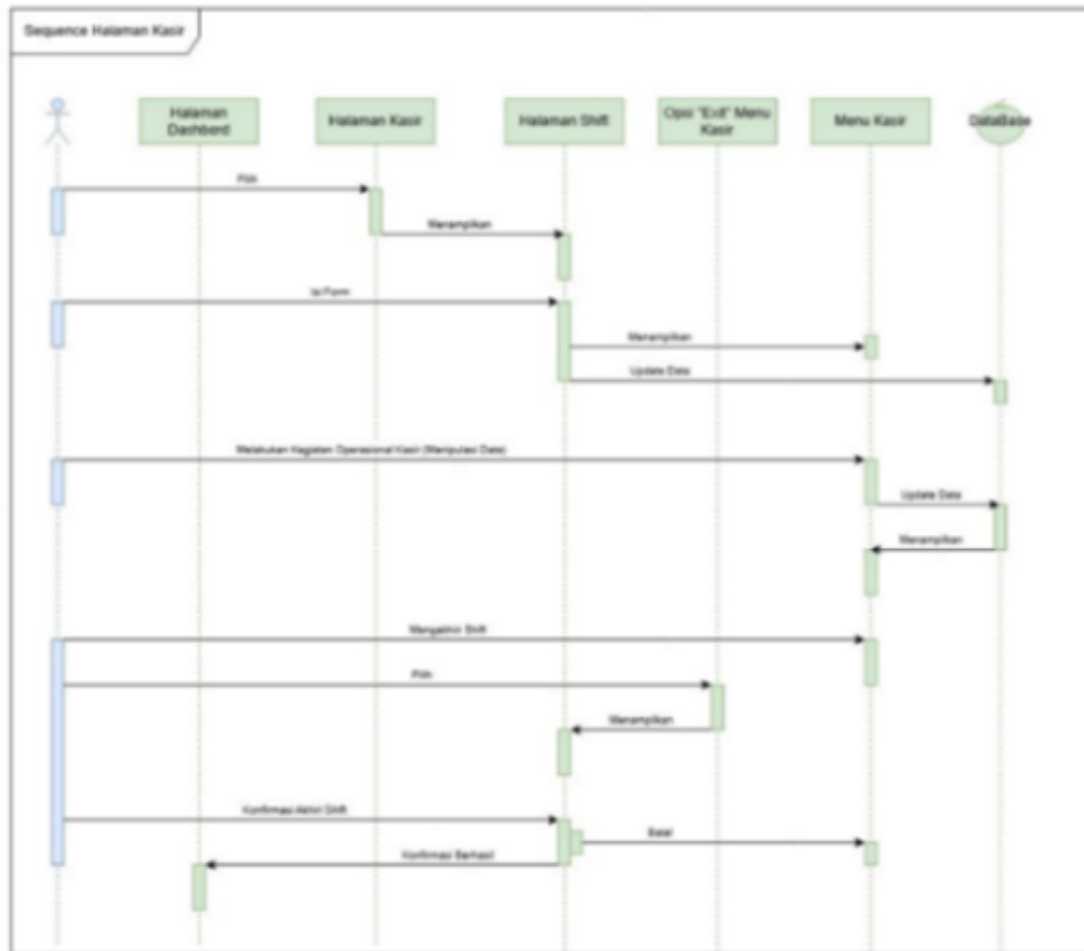 Sequence Halaman Kasir
Halaman
Dashberd
Halaman Kasir
Halaman Shift
Opsi "Exit" Menu
Kasir
Menu Kasir
DataBase
Pilih
Menampilkan
Isi Form
Menampilkan
Update Data
Melakukan Kegiatan Operasional Kasir (Manipulasi Data)
Update Data
Menampilkan
Mengakhiri Shift
Pilih
Menampilkan
Konfirmasi Akhiri Shift
Batal
Konfirmasi Berhasil